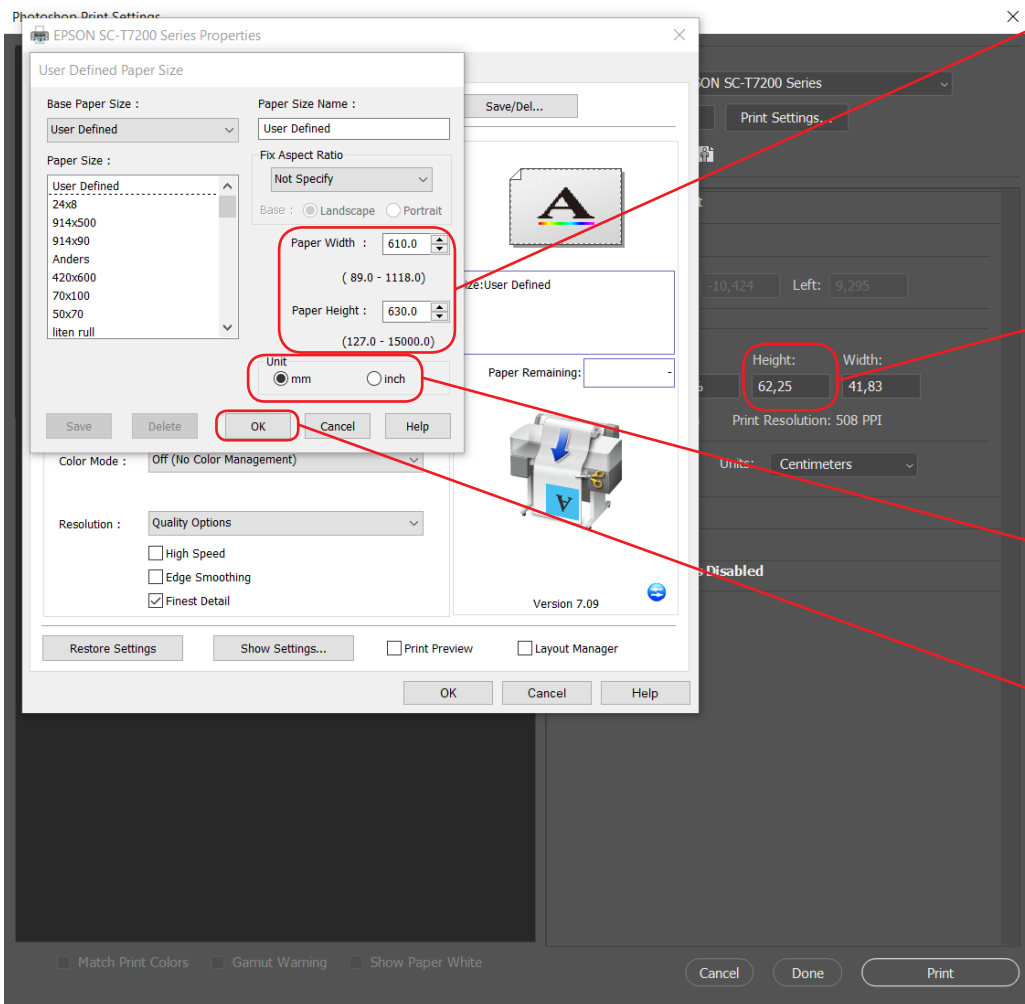 Photoshop Print Settings
EPSON SC-T7200 Series Properties
User Defined Paper Size
Base Paper Size :
Paper Size Name :
User Defined
User Defined
Save/Del...
Print Settings...
Paper Size :
Fix Aspect Ratio
Not Specify
Base :
Landscape
Portrait
User Defined
24x8
914x500
914x90
Anders
420x600
70x100
50x70
liten rull
Paper Width :
610.0
( 89.0 - 1118.0)
Paper Height :
630.0
(127.0 - 15000.0)
Unit
mm
inch
Save
Delete
OK
Cancel
Help
SC-T7200 Series
:User Defined
-10,424
Left:
9,295
Paper Remaining:
-
Height:
Width:
62,25
41,83
Print Resolution: 508 PPI
Units:
Centimeters
Color Mode :
Off (No Color Management)
Resolution :
Quality Options
High Speed
Edge Smoothing
Finest Detail
Disabled
Version 7.09
Restore Settings
Show Settings...
Print Preview
Layout Manager
OK
Cancel
Help
Match Print Colors
Gamut Warning
Show Paper White
Cancel
Done
Print